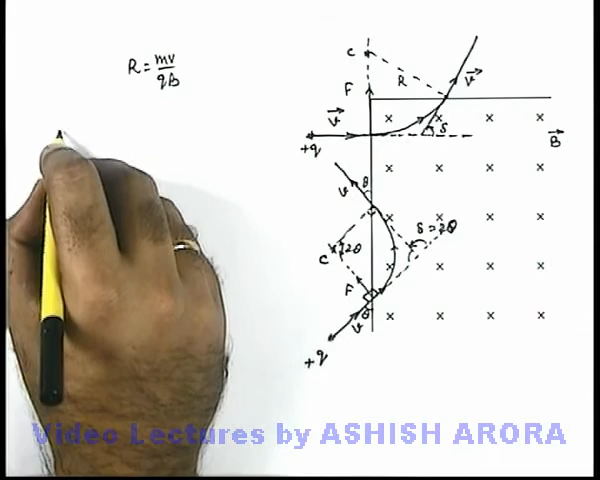 R = mv/qB
C
R
v⃗
F
v⃗
+q
δ
B⃗
× × × ×
× × × ×
θ
v
× × × ×
δ = 2θ
2θ
C
× × × ×
F
θ
v
× × × ×
+q
Video Lectures by ASHISH ARORA